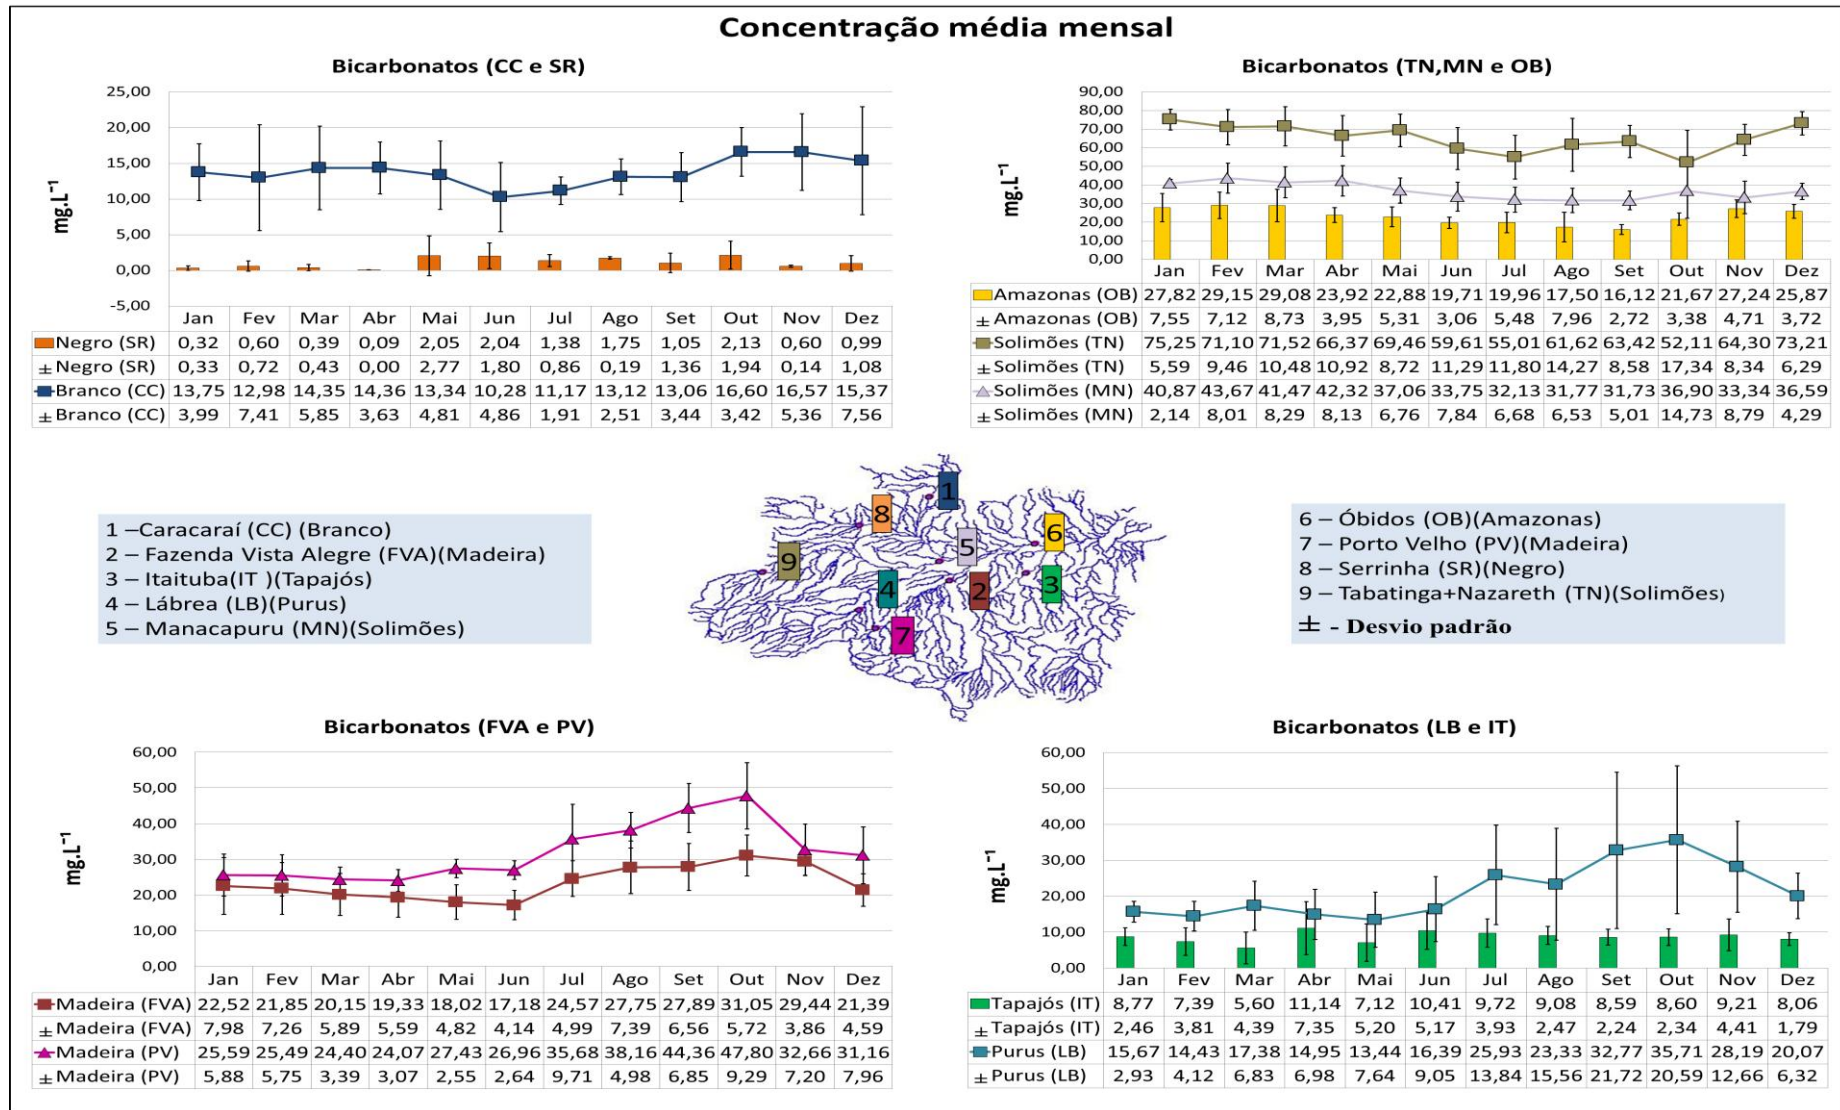 Concentração média mensal
Bicarbonatos (CC e SR)
mg.L⁻¹
25,00
20,00
15,00
10,00
5,00
0,00
-5,00
Jan Fev Mar Abr Mai Jun Jul Ago Set Out Nov Dez
Negro (SR) 0,32 0,60 0,39 0,09 2,05 2,04 1,38 1,75 1,05 2,13 0,60 0,99
± Negro (SR) 0,33 0,72 0,43 0,00 2,77 1,80 0,86 0,19 1,36 1,94 0,14 1,08
Branco (CC) 13,75 12,98 14,35 14,36 13,34 10,28 11,17 13,12 13,06 16,60 16,57 15,37
± Branco (CC) 3,99 7,41 5,85 3,63 4,81 4,86 1,91 2,51 3,44 3,42 5,36 7,56
Bicarbonatos (TN,MN e OB)
mg.L⁻¹
90,00
80,00
70,00
60,00
50,00
40,00
30,00
20,00
10,00
0,00
Jan Fev Mar Abr Mai Jun Jul Ago Set Out Nov Dez
Amazonas (OB) 27,82 29,15 29,08 23,92 22,88 19,71 19,96 17,50 16,12 21,67 27,24 25,87
± Amazonas (OB) 7,55 7,12 8,73 3,95 5,31 3,06 5,48 7,96 2,72 3,38 4,71 3,72
Solimões (TN) 75,25 71,10 71,52 66,37 69,46 59,61 55,01 61,62 63,42 52,11 64,30 73,21
± Solimões (TN) 5,59 9,46 10,48 10,92 8,72 11,29 11,80 14,27 8,58 17,34 8,34 6,29
Solimões (MN) 40,87 43,67 41,47 42,32 37,06 33,75 32,13 31,77 31,73 36,90 33,34 36,59
± Solimões (MN) 2,14 8,01 8,29 8,13 6,76 7,84 6,68 6,53 5,01 14,73 8,79 4,29
1 –Caracaraí (CC) (Branco)
2 – Fazenda Vista Alegre (FVA)(Madeira)
3 – Itaituba(IT )(Tapajós)
4 – Lábrea (LB)(Purus)
5 – Manacapuru (MN)(Solimões)
1
8
6
5
9
4
2
3
7
6 – Óbidos (OB)(Amazonas)
7 – Porto Velho (PV)(Madeira)
8 – Serrinha (SR)(Negro)
9 – Tabatinga+Nazareth (TN)(Solimões)
± - Desvio padrão
Bicarbonatos (FVA e PV)
mg.L⁻¹
60,00
50,00
40,00
30,00
20,00
10,00
0,00
Jan Fev Mar Abr Mai Jun Jul Ago Set Out Nov Dez
Madeira (FVA) 22,52 21,85 20,15 19,33 18,02 17,18 24,57 27,75 27,89 31,05 29,44 21,39
± Madeira (FVA) 7,98 7,26 5,89 5,59 4,82 4,14 4,99 7,39 6,56 5,72 3,86 4,59
Madeira (PV) 25,59 25,49 24,40 24,07 27,43 26,96 35,68 38,16 44,36 47,80 32,66 31,16
± Madeira (PV) 5,88 5,75 3,39 3,07 2,55 2,64 9,71 4,98 6,85 9,29 7,20 7,96
Bicarbonatos (LB e IT)
mg.L⁻¹
60,00
50,00
40,00
30,00
20,00
10,00
0,00
Jan Fev Mar Abr Mai Jun Jul Ago Set Out Nov Dez
Tapajós (IT) 8,77 7,39 5,60 11,14 7,12 10,41 9,72 9,08 8,59 8,60 9,21 8,06
± Tapajós (IT) 2,46 3,81 4,39 7,35 5,20 5,17 3,93 2,47 2,24 2,34 4,41 1,79
Purus (LB) 15,67 14,43 17,38 14,95 13,44 16,39 25,93 23,33 32,77 35,71 28,19 20,07
± Purus (LB) 2,93 4,12 6,83 6,98 7,64 9,05 13,84 15,56 21,72 20,59 12,66 6,32